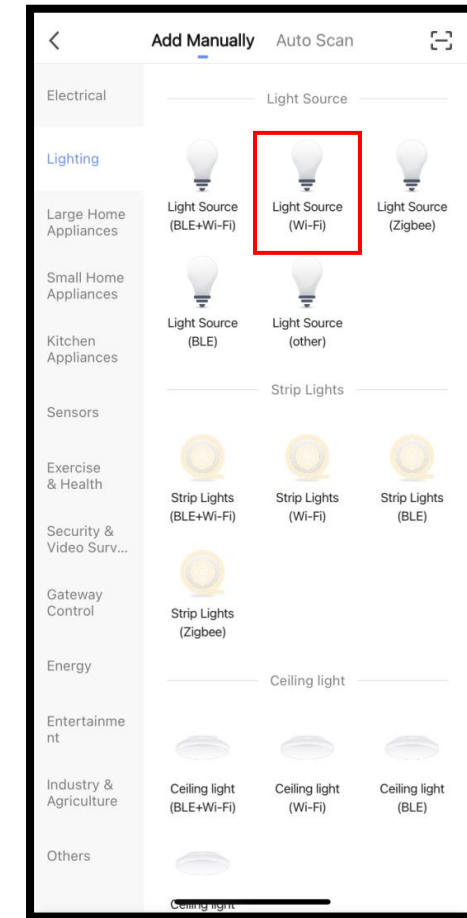 Add Manually Auto Scan
Electrical
Lighting
Large Home
Appliances
Small Home
Appliances
Kitchen
Appliances
Sensors
Exercise
& Health
Security &
Video Surv...
Gateway
Control
Energy
Entertainme
nt
Industry &
Agriculture
Others
Light Source
Light Source
(BLE+Wi-Fi)
Light Source
(Wi-Fi)
Light Source
(Zigbee)
Light Source
(BLE)
Light Source
(other)
Strip Lights
Strip Lights
(BLE+Wi-Fi)
Strip Lights
(Wi-Fi)
Strip Lights
(BLE)
Strip Lights
(Zigbee)
Ceiling light
Ceiling light
(BLE+Wi-Fi)
Ceiling light
(Wi-Fi)
Ceiling light
(BLE)
Ceiling light